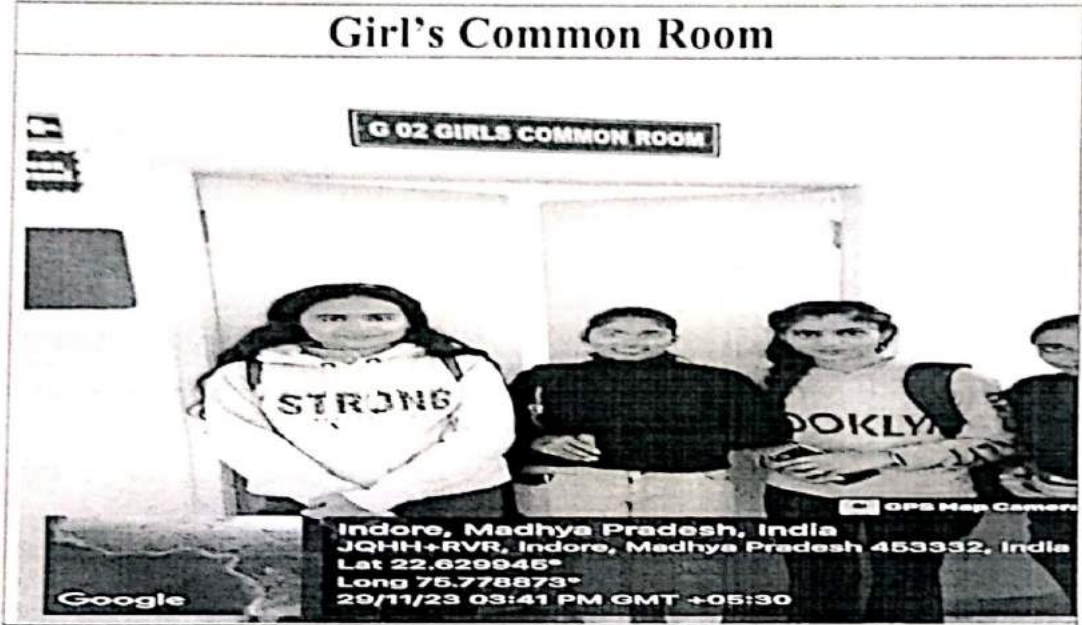 Girl's Common Room
G 02 GIRLS COMMON ROOM
STRONG
OOKLY
GPS Map Camera
Indore, Madhya Pradesh, India
JQHH+RVR, Indore, Madhya Pradesh 453332, India
Lat 22.629945°
Long 75.778873°
29/11/23 03:41 PM GMT +05:30
Google